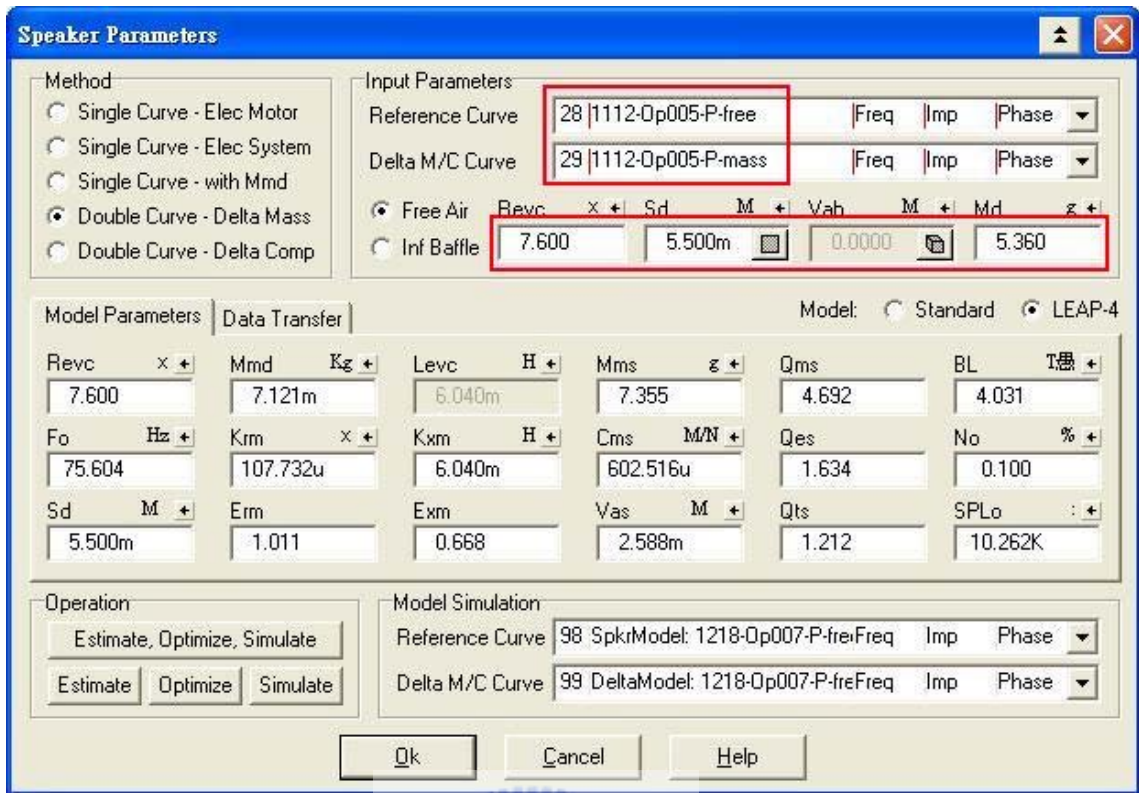 Speaker Parameters
Method
Single Curve - Elec Motor
Single Curve - Elec System
Single Curve - with Mmd
Double Curve - Delta Mass
Double Curve - Delta Comp
Input Parameters
Reference Curve 28 1112-Op005-P-free Freq Imp Phase
Delta M/C Curve 29 1112-Op005-P-mass Freq Imp Phase
Free Air
Inf Baffle
Revc x Sd M Vab M Md g
7.600 5.500m 0.0000 5.360
Model Parameters Data Transfer
Model: Standard LEAP-4
Revc x Mmd Kg Levc H Mms g Qms BL T愚
7.600 7.121m 6.040m 7.355 4.692 4.031
Fo Hz Krm x Kxm H Cms M/N Qes No %
75.604 107.732u 6.040m 602.516u 1.634 0.100
Sd M Erm Exm Vas M Qts SPLo :
5.500m 1.011 0.668 2.588m 1.212 10.262K
Operation
Estimate, Optimize, Simulate
Estimate Optimize Simulate
Model Simulation
Reference Curve 98 SpkrModel: 1218-Op007-P-fre Freq Imp Phase
Delta M/C Curve 99 DeltaModel: 1218-Op007-P-fre Freq Imp Phase
Ok Cancel Help